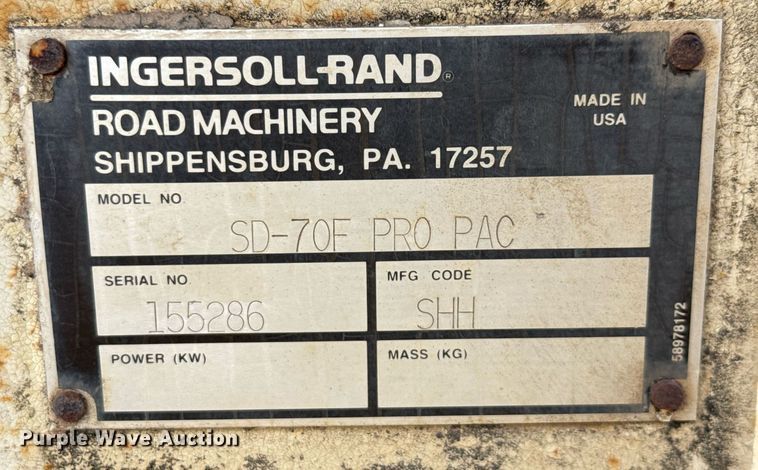 INGERSOLL-RAND®
ROAD MACHINERY
MADE IN
USA
SHIPPENSBURG, PA. 17257
MODEL NO.
SD-70F PRO PAC
SERIAL NO
155286
MFG CODE
SHH
POWER (KW)
MASS (KG)
58978172
Purple Wave Auction